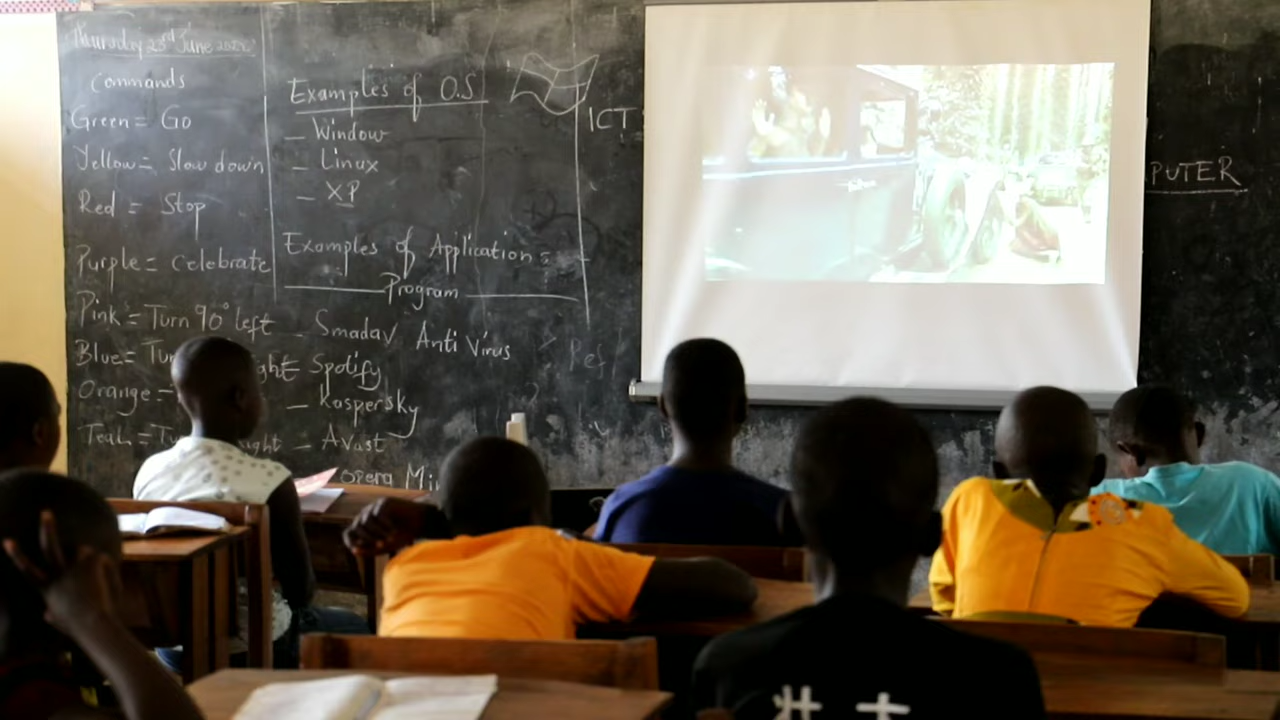 Thursday 23rd June
Commands
Green = Go
Yellow = Slow down
Red = Stop
Purple = celebrate
Pink = Turn 90° left
Blue = ght
Orange =
Teal = ght
Examples of O.S
– Window
– Linux
– XP
Examples of Application
Program
– Smadav Anti Virus
– Spotify
– Kaspersky
– Avast
opera Mi
ICT
PUTER